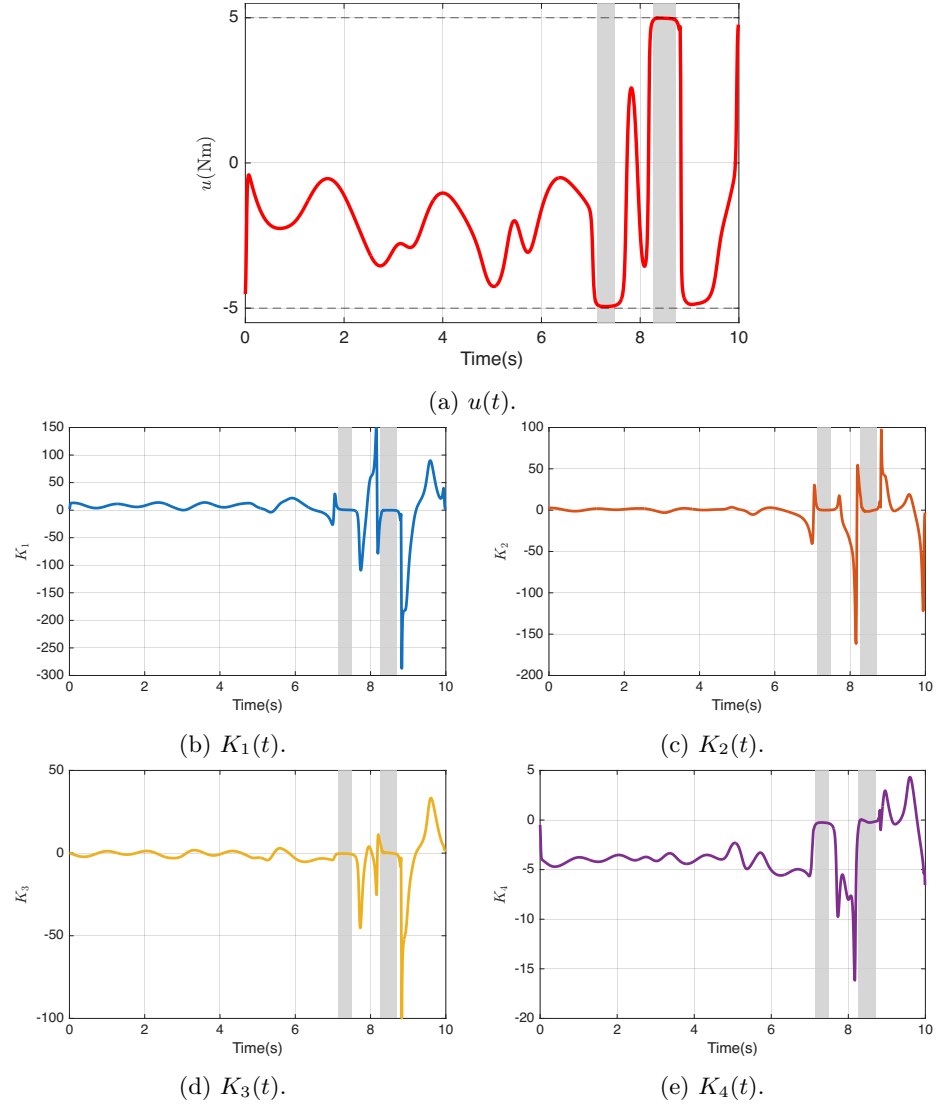 5
0
-5
u(Nm)
0 2 4 6 8 10
Time(s)
(a) u(t).
150
100
50
0
-50
-100
-150
-200
-250
-300
K₁
0 2 4 6 8 10
Time(s)
(b) K₁(t).
100
50
0
-50
-100
-150
-200
K₂
0 2 4 6 8 10
Time(s)
(c) K₂(t).
50
0
-50
-100
K₃
0 2 4 6 8 10
Time(s)
(d) K₃(t).
5
0
-5
-10
-15
-20
K₄
0 2 4 6 8 10
Time(s)
(e) K₄(t).